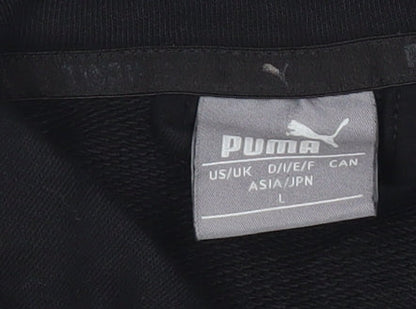 PUMA
US/UK D/I/E/F CAN
ASIA/JPN
L